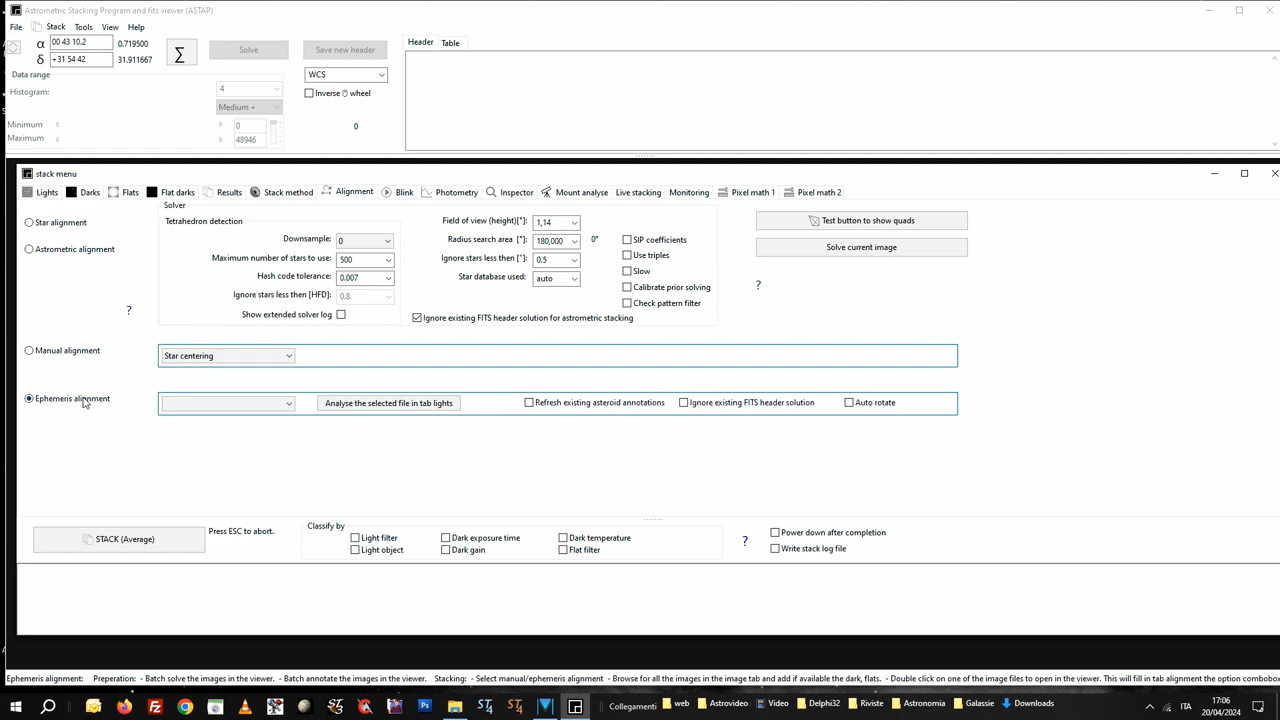 Astrometric Stacking Program and fits viewer (ASTAP)
File Stack Tools View Help
α 00 43 10.2 0.719500 ∑ Solve Save new header Header Table
δ +31 54 42 31.911667
Data range
WCS
Histogram: 4
Inverse wheel
Medium +
Minimum < > 0
0
Maximum < > 48946
stack menu
Lights Darks Flats Flat darks Results Stack method Alignment Blink Photometry Inspector Mount analyse Live stacking Monitoring Pixel math 1 Pixel math 2
Solver
Star alignment
Tetrahedron detection
Field of view (height)[°]: 1,14
Test button to show quads
Downsample: 0
Radius search area [°]: 180,000 0°
SIP coefficients
Astrometric alignment
Solve current image
Maximum number of stars to use: 500
Ignore stars less then ["]: 0.5
Use triples
Hash code tolerance: 0.007
Star database used: auto
Slow
Ignore stars less then [HFD] 0.8
Calibrate prior solving
?
Show extended solver log
Check pattern filter
?
Ignore existing FITS header solution for astrometric stacking
Manual alignment Star centering
Ephemeris alignment Analyse the selected file in tab lights Refresh existing asteroid annotations Ignore existing FITS header solution Auto rotate
STACK (Average) Press ESC to abort.
Classify by
Light filter Dark exposure time Dark temperature
Light object Dark gain Flat filter
?
Power down after completion
Write stack log file
Ephemeris alignment: Preperation: - Batch solve the images in the viewer. - Batch annotate the images in the viewer. Stacking: - Select manual/ephemeris alignment - Browse for all the images in the image tab and add if available the dark, flats. - Double click on one of the image files to open in the viewer. This will fill in tab alignment the option combobox
Collegamenti web Astrovideo Video Delphi32 Riviste Astronomia Galassie Downloads ITA 17:06
20/04/2024